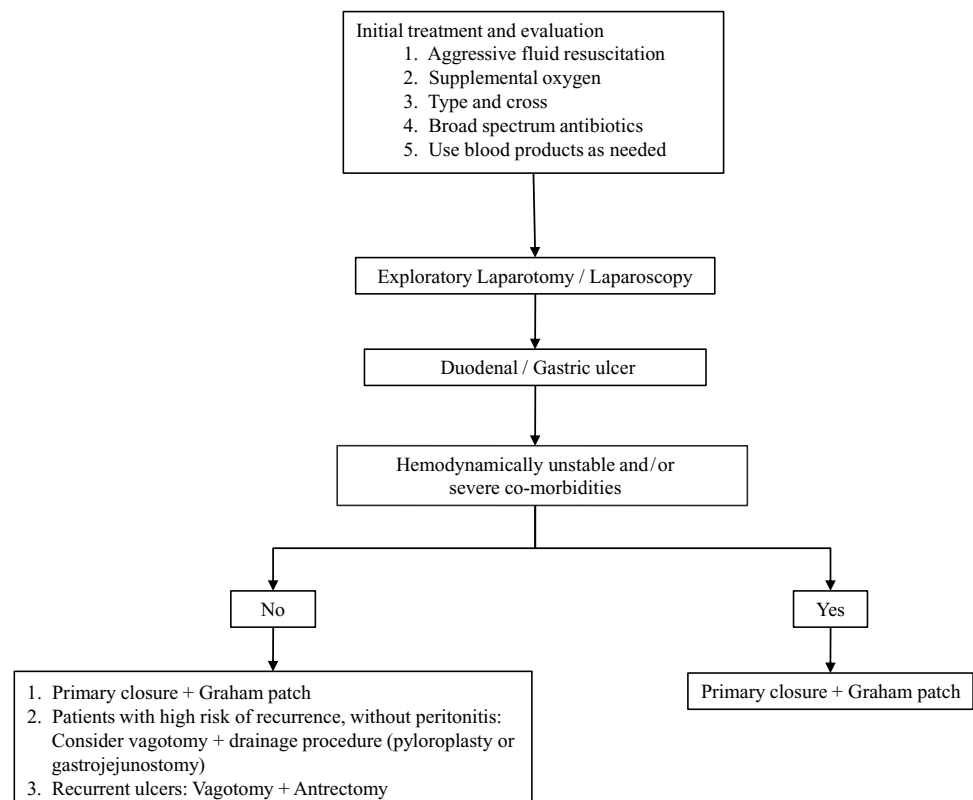 Initial treatment and evaluation
1. Aggressive fluid resuscitation
2. Supplemental oxygen
3. Type and cross
4. Broad spectrum antibiotics
5. Use blood products as needed
Exploratory Laparotomy / Laparoscopy
Duodenal / Gastric ulcer
Hemodynamically unstable and/or
severe co-morbidities
No
Yes
1. Primary closure + Graham patch
2. Patients with high risk of recurrence, without peritonitis:
Consider vagotomy + drainage procedure (pyloroplasty or
gastrojejunostomy)
3. Recurrent ulcers: Vagotomy + Antrectomy
Primary closure + Graham patch